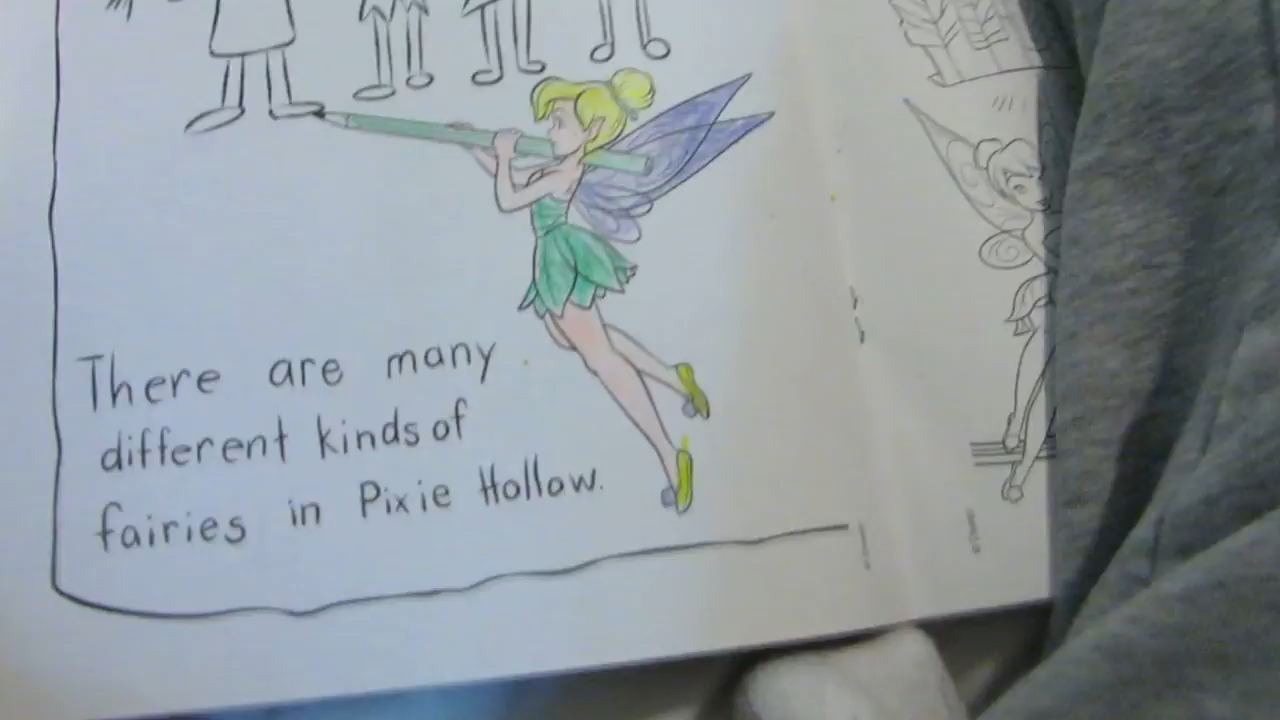 There are many
different kinds of
fairies in Pixie Hollow.